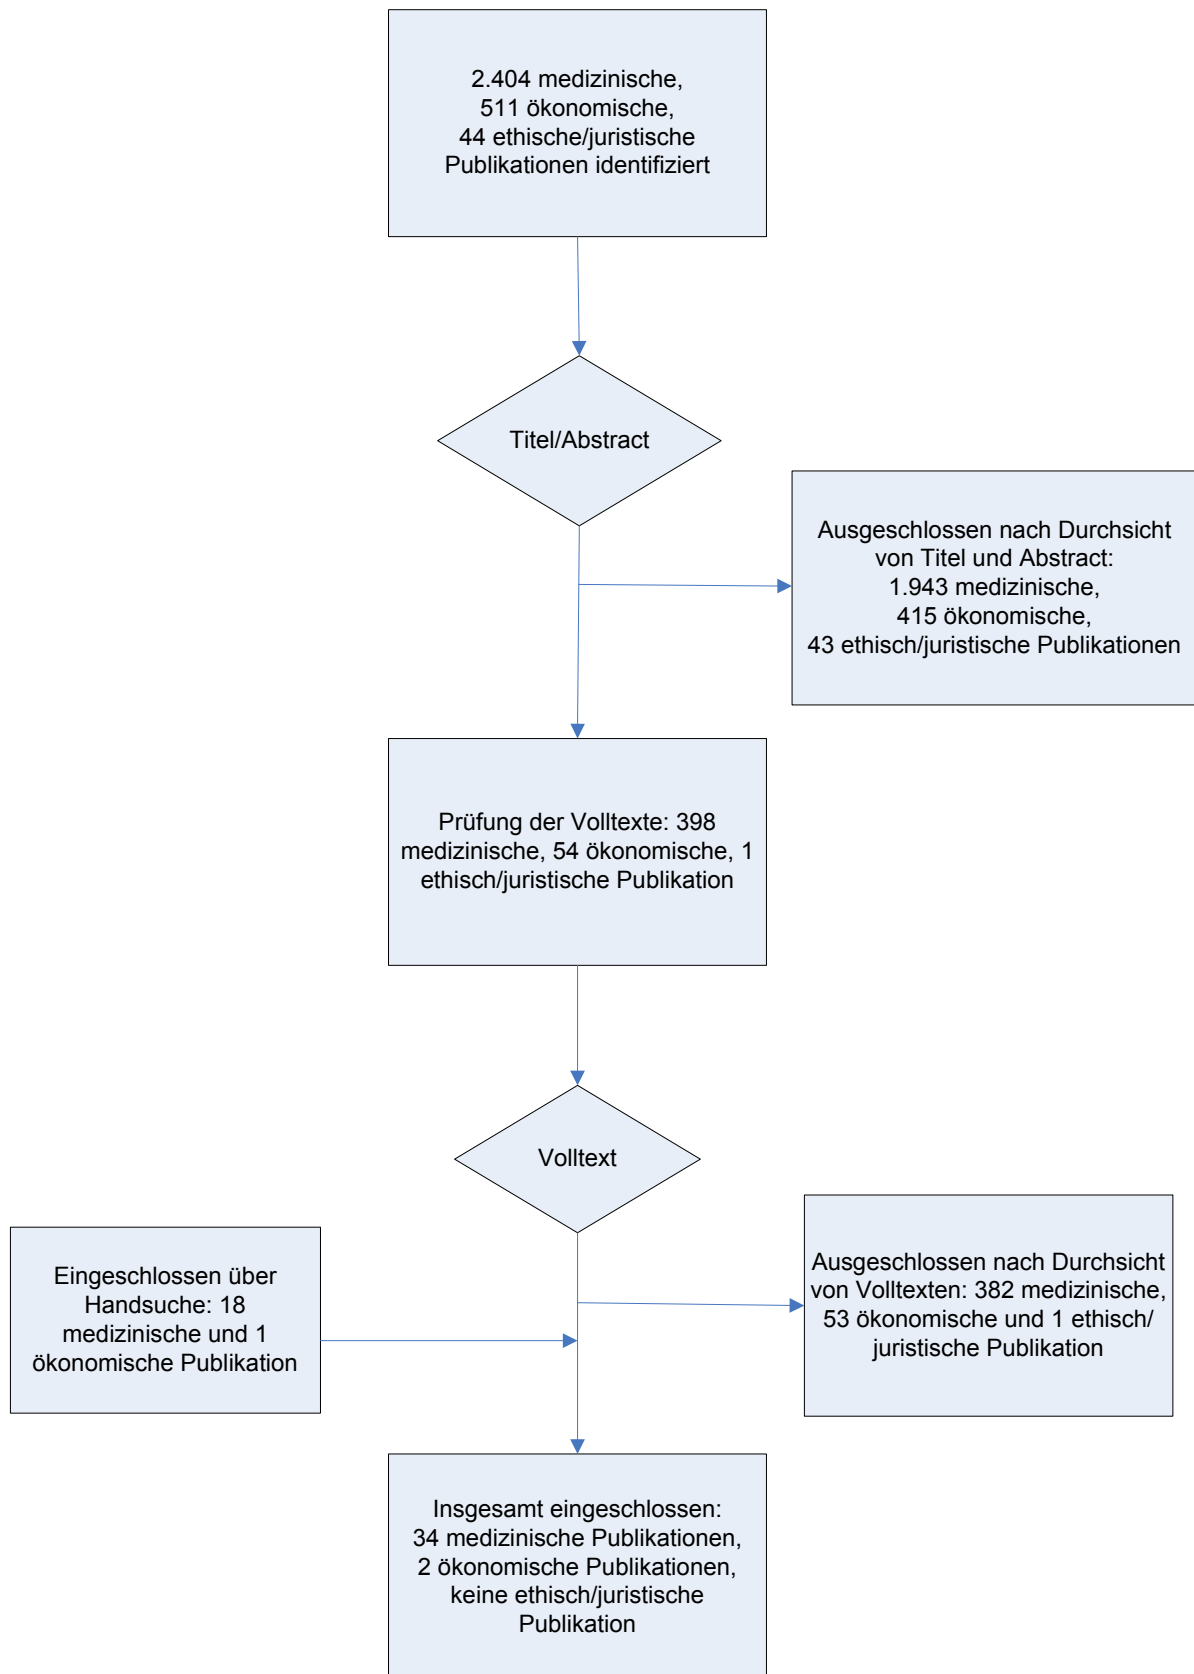 2.404 medizinische,
511 ökonomische,
44 ethische/juristische
Publikationen identifiziert
Titel/Abstract
Ausgeschlossen nach Durchsicht
von Titel und Abstract:
1.943 medizinische,
415 ökonomische,
43 ethisch/juristische Publikationen
Prüfung der Volltexte: 398
medizinische, 54 ökonomische, 1
ethisch/juristische Publikation
Volltext
Ausgeschlossen nach Durchsicht
von Volltexten: 382 medizinische,
53 ökonomische und 1 ethisch/
juristische Publikation
Eingeschlossen über
Handsuche: 18
medizinische und 1
ökonomische Publikation
Insgesamt eingeschlossen:
34 medizinische Publikationen,
2 ökonomische Publikationen,
keine ethisch/juristische
Publikation